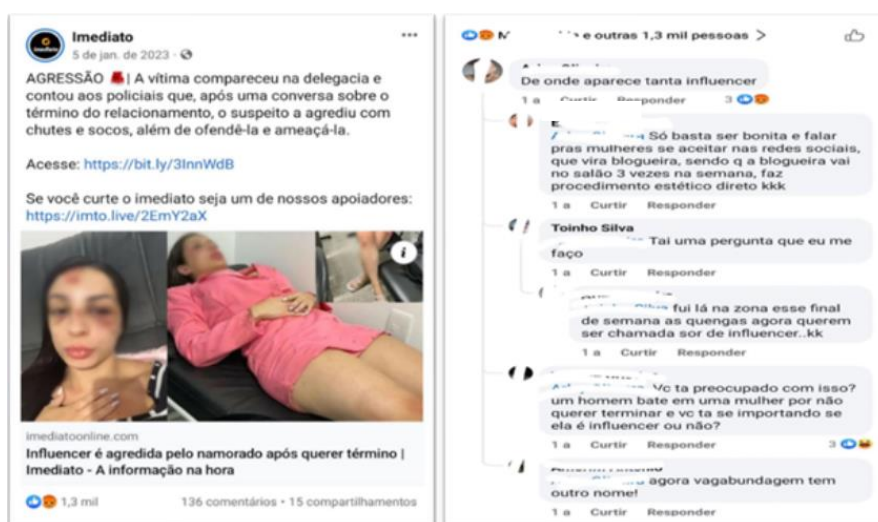 Imediato
5 de jan. de 2023
AGRESSÃO | A vítima compareceu na delegacia e
contou aos policiais que, após uma conversa sobre o
término do relacionamento, o suspeito a agrediu com
chutes e socos, além de ofendê-la e ameaçá-la.
Acesse: https://bit.ly/3InnWdB
Se você curte o imediato seja um de nossos apoiadores:
https://imto.live/2EmY2aX
imediatoonline.com
Influencer é agredida pelo namorado após querer término |
Imediato - A informação na hora
1,3 mil
136 comentários • 15 compartilhamentos
e outras 1,3 mil pessoas >
De onde aparece tanta influencer
1 a Curtir Responder 3
Só basta ser bonita e falar
pras mulheres se aceitar nas redes sociais,
que vira blogueira, sendo q a blogueira vai
no salão 3 vezes na semana, faz
procedimento estético direto kkk
1 a Curtir Responder
Toinho Silva
Tai uma pergunta que eu me
faço
1 a Curtir Responder
fui lá na zona esse final
de semana as quengas agora querem
ser chamada sor de influencer..kk
1 a Curtir Responder
Vc ta preocupado com isso?
um homem bate em uma mulher por não
querer terminar e vc ta se importando se
ela é influencer ou não?
1 a Curtir Responder 3
agora vagabundagem tem
outro nome!
1 a Curtir Responder